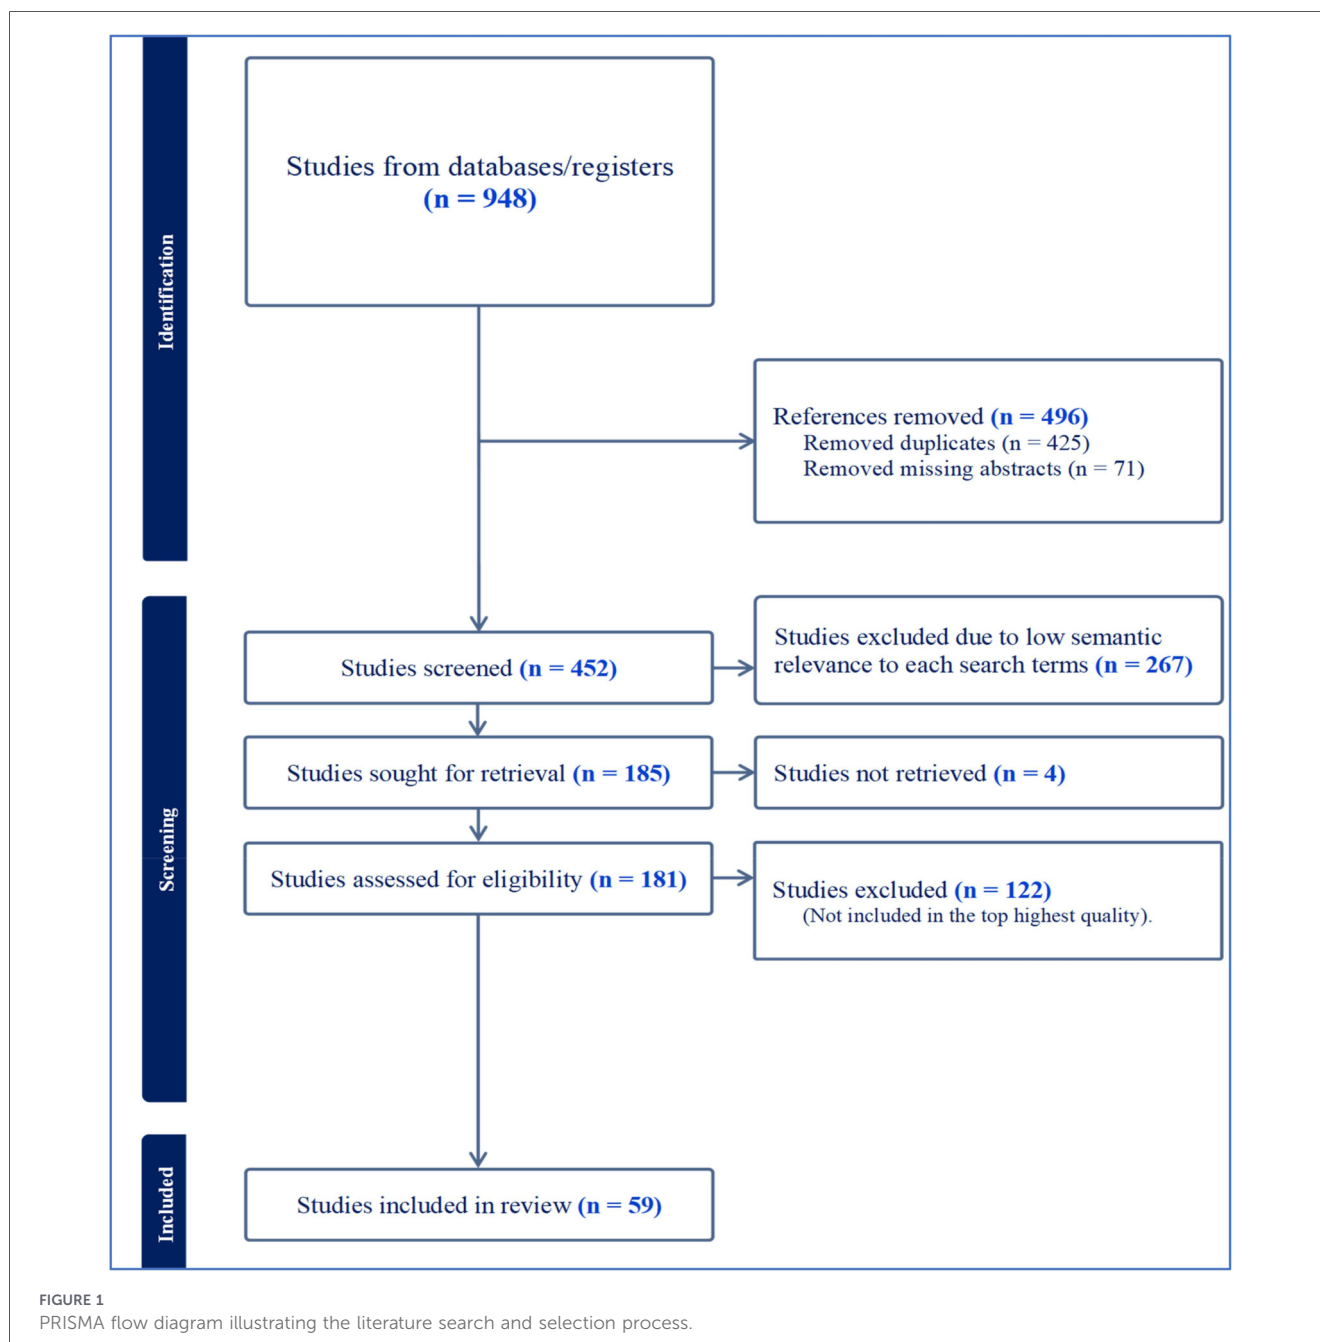 Identification
Studies from databases/registers
(n = 948)
References removed (n = 496)
Removed duplicates (n = 425)
Removed missing abstracts (n = 71)
Screening
Studies screened (n = 452)
Studies excluded due to low semantic
relevance to each search terms (n = 267)
Studies sought for retrieval (n = 185)
Studies not retrieved (n = 4)
Studies assessed for eligibility (n = 181)
Studies excluded (n = 122)
(Not included in the top highest quality).
Included
Studies included in review (n = 59)
FIGURE 1
PRISMA flow diagram illustrating the literature search and selection process.